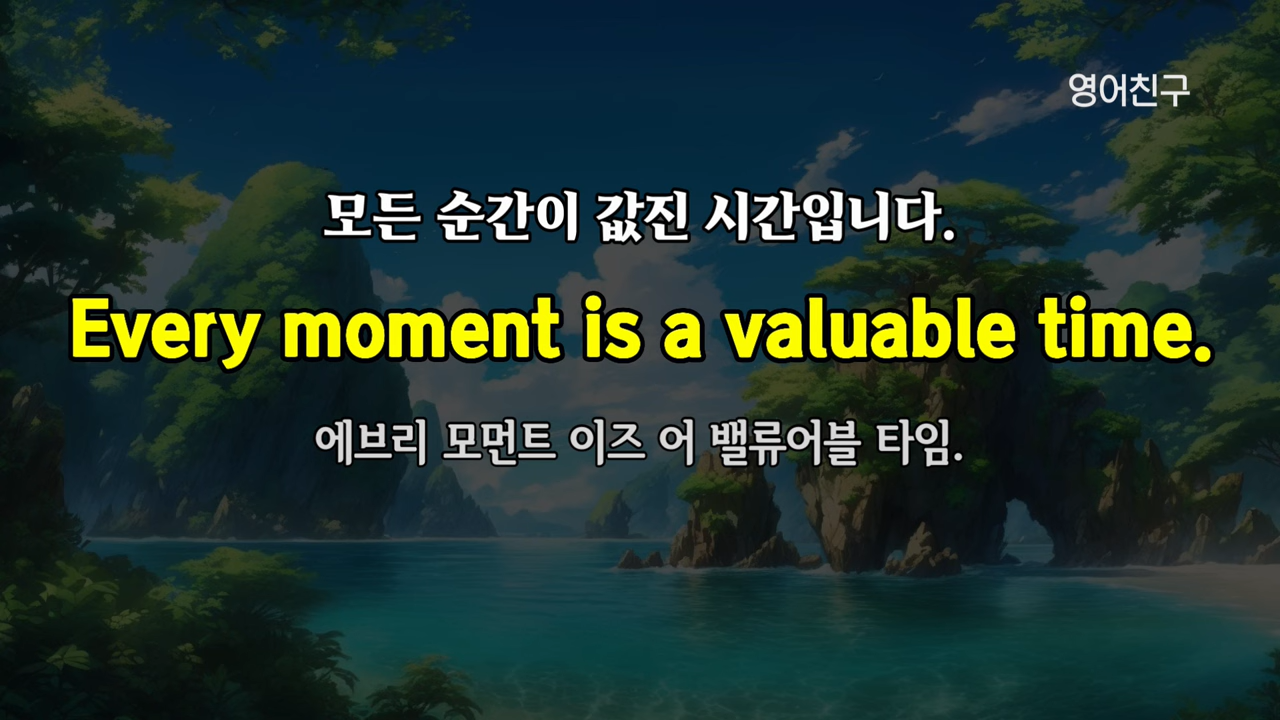 영어친구
모든 순간이 값진 시간입니다.
Every moment is a valuable time.
에브리 모먼트 이즈 어 밸류어블 타임.